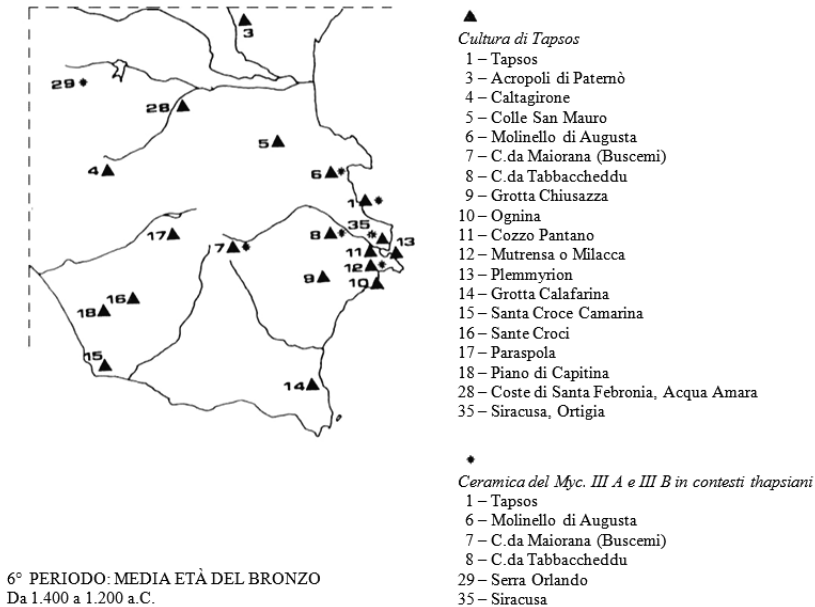 3
29
28
5
4
6
1
35
17
7
8
13
11
12
9
10
16
18
15
14
Cultura di Tapsos
1 – Tapsos
3 – Acropoli di Paternò
4 – Caltagirone
5 – Colle San Mauro
6 – Molinello di Augusta
7 – C.da Maiorana (Buscemi)
8 – C.da Tabbaccheddu
9 – Grotta Chiusazza
10 – Ognina
11 – Cozzo Pantano
12 – Mutrensa o Milacca
13 – Plemmyrion
14 – Grotta Calafarina
15 – Santa Croce Camarina
16 – Sante Croci
17 – Paraspola
18 – Piano di Capitina
28 – Coste di Santa Febronia, Acqua Amara
35 – Siracusa, Ortigia
Ceramica del Myc. III A e III B in contesti thapsiani
1 – Tapsos
6 – Molinello di Augusta
7 – C.da Maiorana (Buscemi)
8 – C.da Tabbaccheddu
29 – Serra Orlando
35 – Siracusa
6° PERIODO: MEDIA ETÀ DEL BRONZO
Da 1.400 a 1.200 a.C.